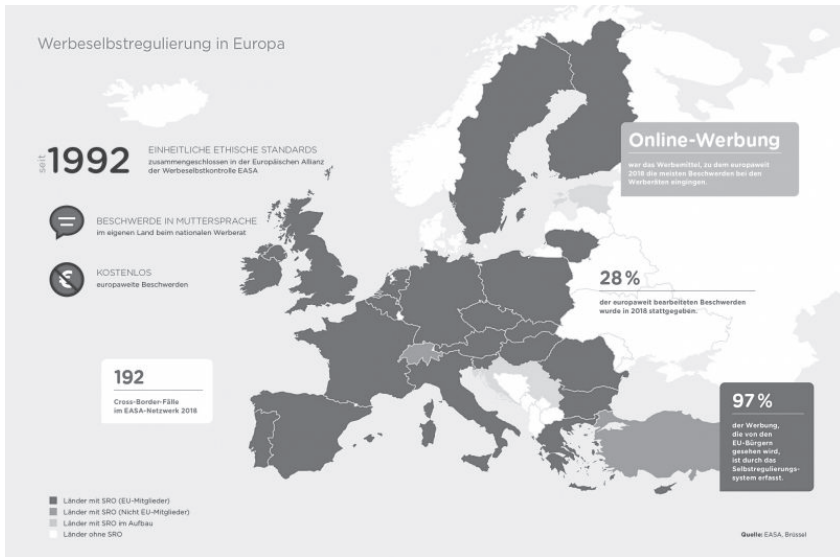 Werbeselbstregulierung in Europa
seit 1992
EINHEITLICHE ETHISCHE STANDARDS
zusammengeschlossen in der Europäischen Allianz
der Werbeselbstkontrolle EASA
BESCHWERDE IN MUTTERSPRACHE
im eigenen Land beim nationalen Werberat
KOSTENLOS
europaweite Beschwerden
Online-Werbung
war das Werbemittel, zu dem europaweit
2018 die meisten Beschwerden bei den
Werberäten eingingen.
28 %
der europaweit bearbeiteten Beschwerden
wurde in 2018 stattgegeben.
192
Cross-Border-Fälle
im EASA-Netzwerk 2018
97 %
der Werbung,
die von den
EU-Bürgern
gesehen wird,
ist durch das
Selbstregulierungs-
system erfasst.
Länder mit SRO (EU-Mitglieder)
Länder mit SRO (Nicht EU-Mitglieder)
Länder mit SRO im Aufbau
Länder ohne SRO
Quelle: EASA, Brüssel